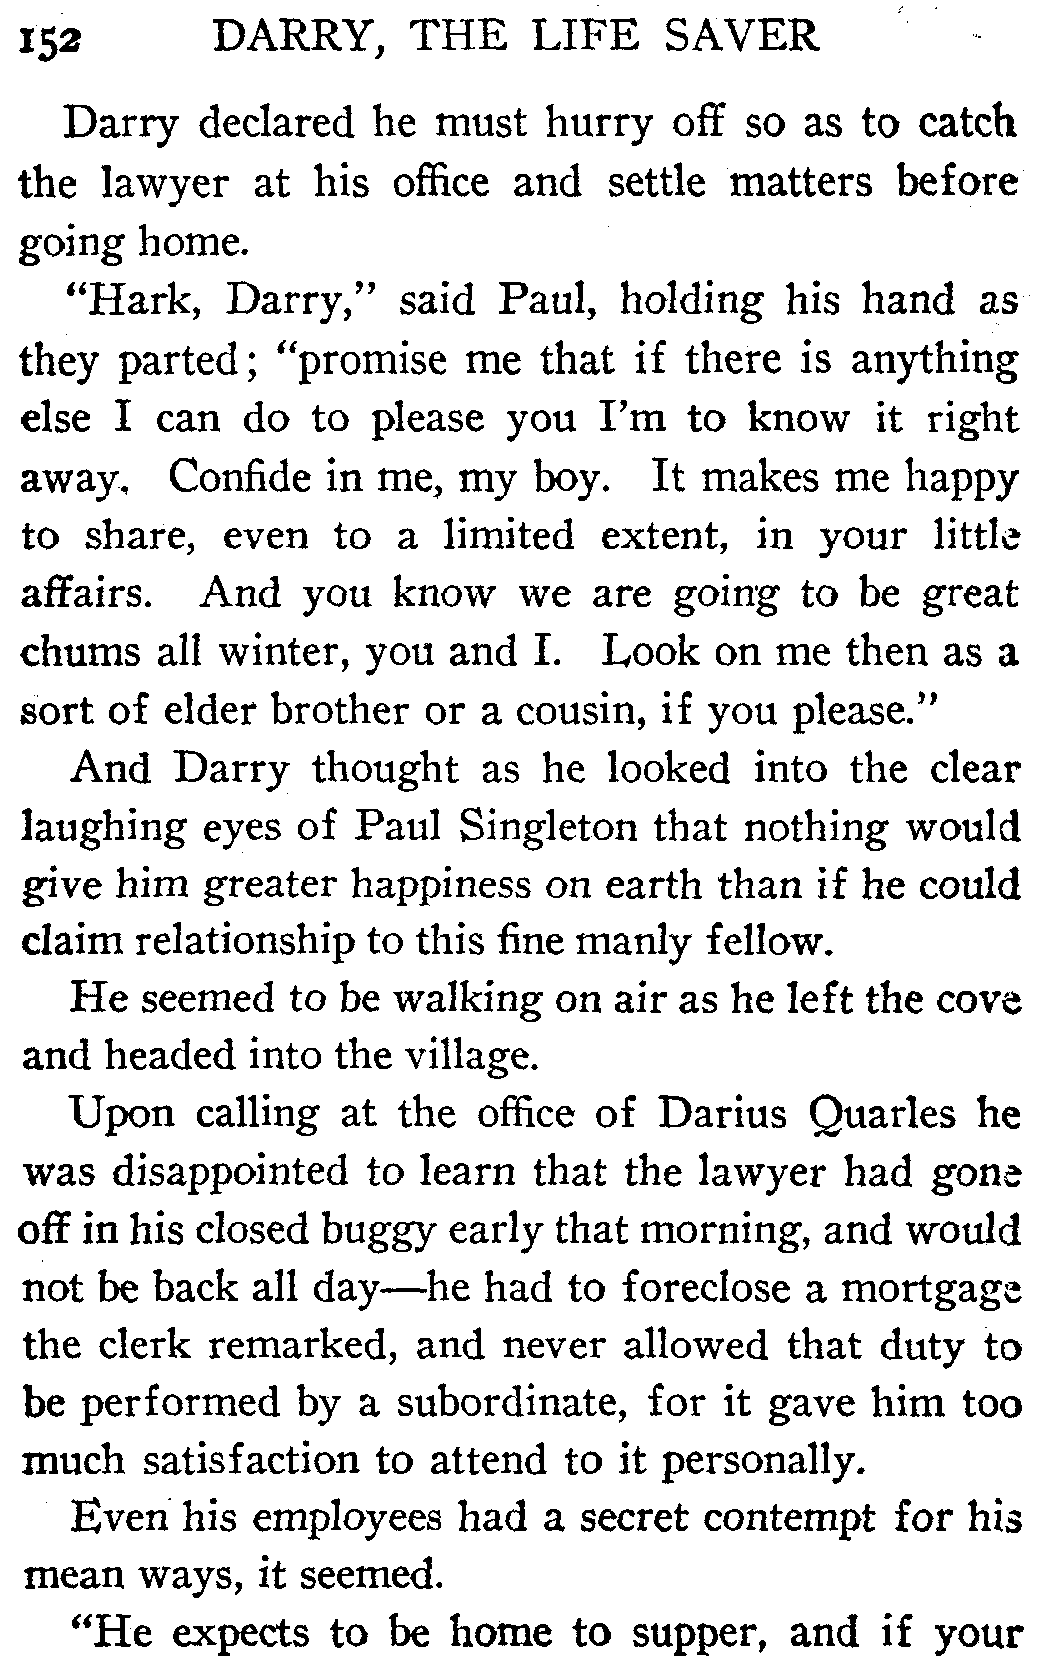 152 DARRY, THE LIFE SAVER
Darry declared he must hurry off so as to catch
the lawyer at his office and settle matters before
going home.
"Hark, Darry," said Paul, holding his hand as
they parted; "promise me that if there is anything
else I can do to please you I'm to know it right
away. Confide in me, my boy. It makes me happy
to share, even to a limited extent, in your little
affairs. And you know we are going to be great
chums all winter, you and I. Look on me then as a
sort of elder brother or a cousin, if you please."
And Darry thought as he looked into the clear
laughing eyes of Paul Singleton that nothing would
give him greater happiness on earth than if he could
claim relationship to this fine manly fellow.
He seemed to be walking on air as he left the cove
and headed into the village.
Upon calling at the office of Darius Quarles he
was disappointed to learn that the lawyer had gone
off in his closed buggy early that morning, and would
not be back all day—he had to foreclose a mortgage
the clerk remarked, and never allowed that duty to
be performed by a subordinate, for it gave him too
much satisfaction to attend to it personally.
Even his employees had a secret contempt for his
mean ways, it seemed.
"He expects to be home to supper, and if your